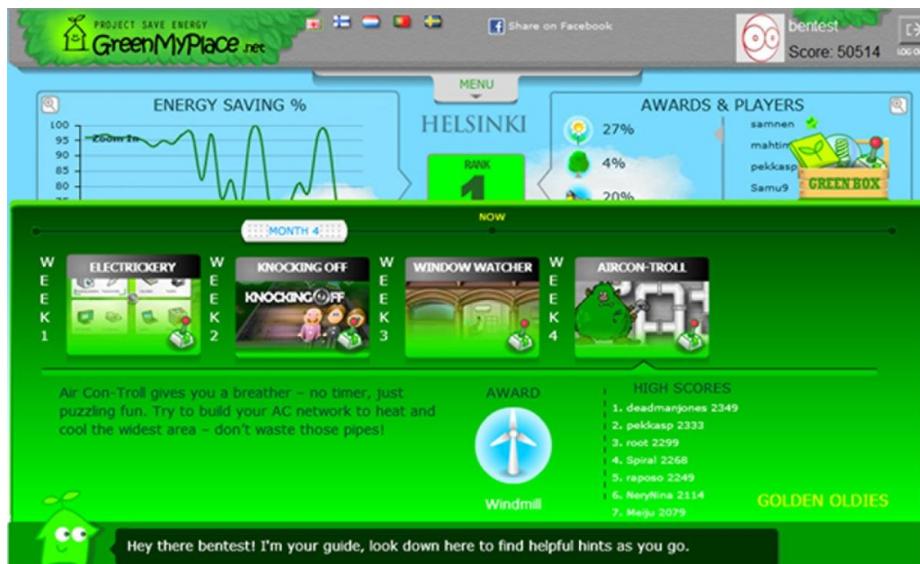 PROJECT SAVE ENERGY
GreenMyPlace.net
Share on Facebook
bentest
Score: 50514
LOG O
MENU
ENERGY SAVING %
100
95
90
85
80
75
Zoom In
HELSINKI
RANK
1
AWARDS & PLAYERS
27%
4%
20%
samnen
mahtim
pekkasp
Samu9
GREEN BOX
NOW
MONTH 4
WEEK 1
ELECTRICKERY
WEEK 2
KNOCKING OFF
KNOCKING OFF
WEEK 3
WINDOW WATCHER
WEEK 4
AIRCON-TROLL
Air Con-Troll gives you a breather – no timer, just
puzzling fun. Try to build your AC network to heat and
cool the widest area – don't waste those pipes!
AWARD
Windmill
HIGH SCORES
1. deadmanjones 2349
2. pekkasp 2333
3. root 2299
4. Spiral 2268
5. raposo 2249
6. NeryNina 2114
7. Meiju 2079
GOLDEN OLDIES
Hey there bentest! I'm your guide, look down here to find helpful hints as you go.